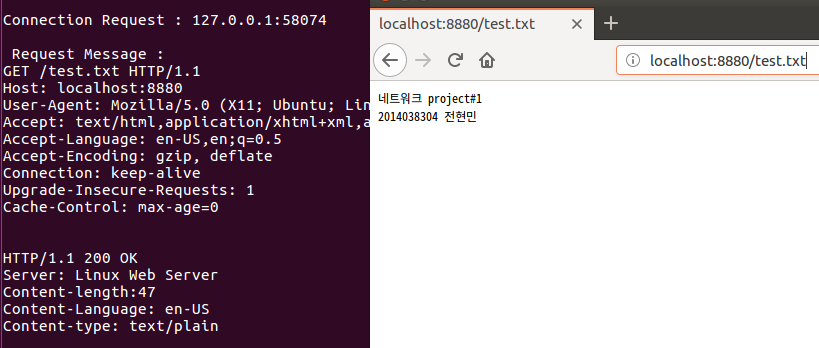 Connection Request : 127.0.0.1:58074
Request Message :
GET /test.txt HTTP/1.1
Host: localhost:8880
User-Agent: Mozilla/5.0 (X11; Ubuntu; Lin
Accept: text/html,application/xhtml+xml,a
Accept-Language: en-US,en;q=0.5
Accept-Encoding: gzip, deflate
Connection: keep-alive
Upgrade-Insecure-Requests: 1
Cache-Control: max-age=0
HTTP/1.1 200 OK
Server: Linux Web Server
Content-length:47
Content-Language: en-US
Content-type: text/plain
localhost:8880/test.txt
localhost:8880/test.txt
네트워크 project#1
2014038304 전현민